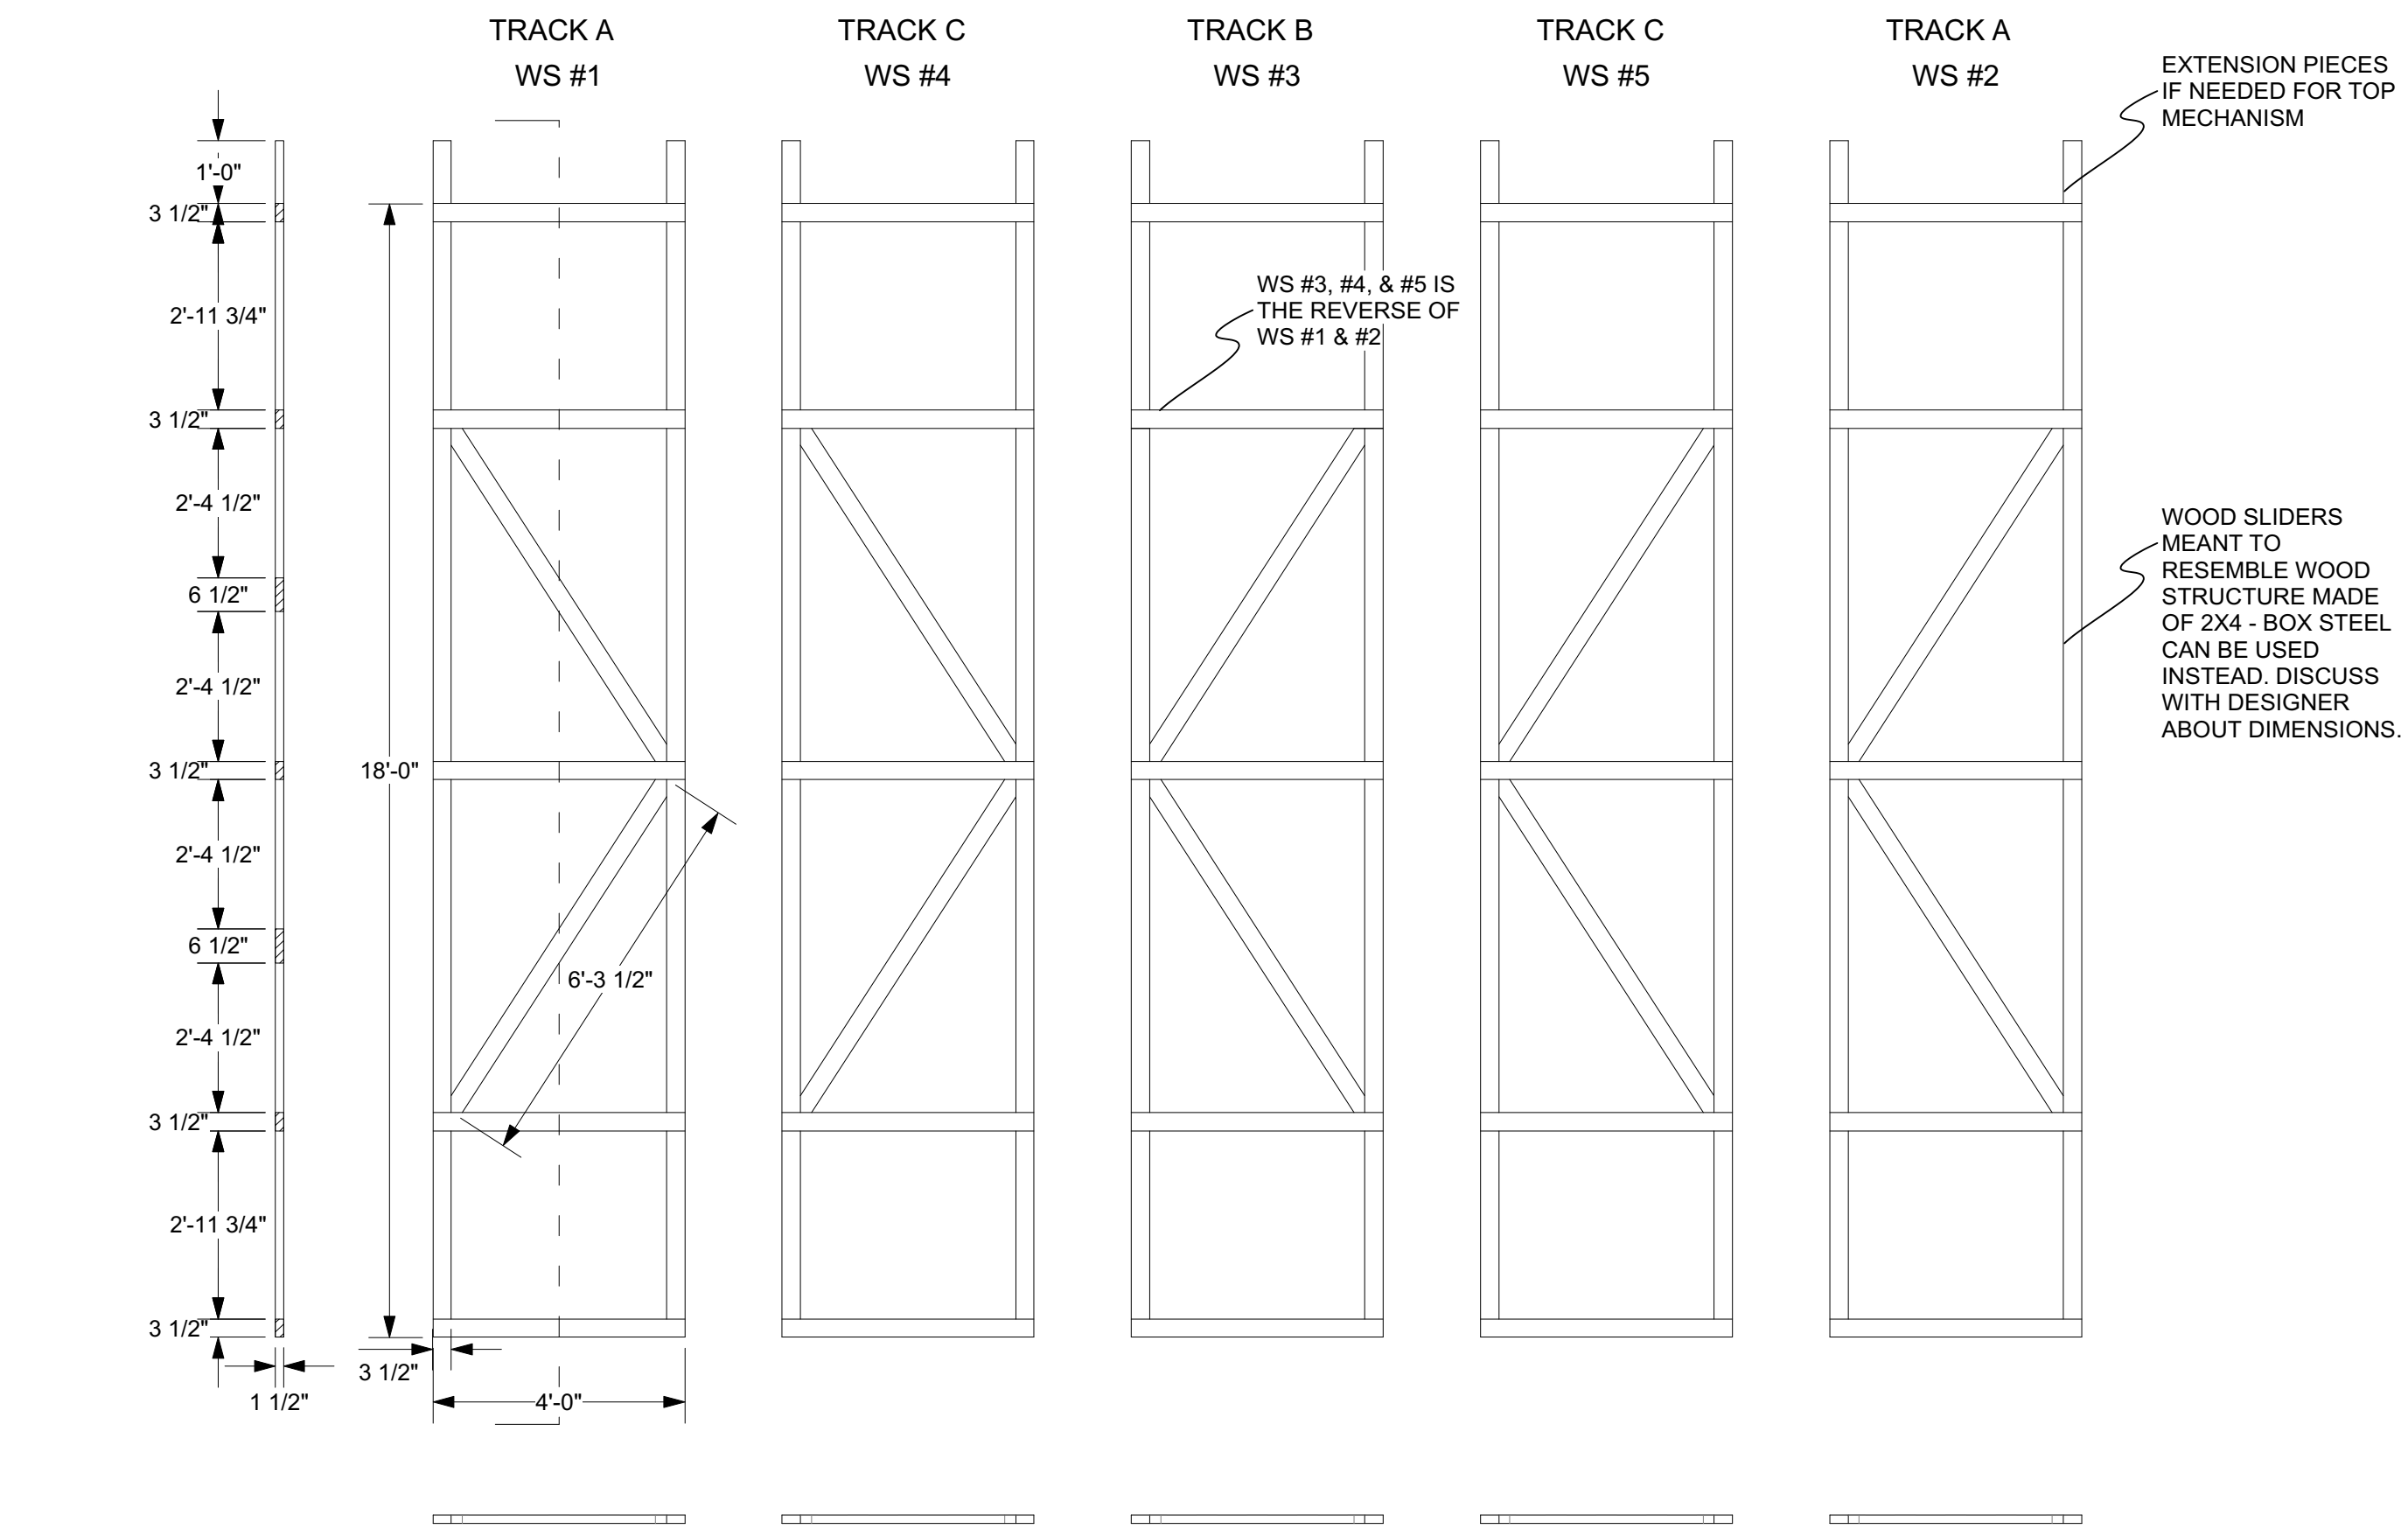 TRACK A
WS #1
TRACK C
WS #4
TRACK B
WS #3
TRACK C
WS #5
TRACK A
WS #2
EXTENSION PIECES
IF NEEDED FOR TOP
MECHANISM
WS #3, #4, & #5 IS
THE REVERSE OF
WS #1 & #2
WOOD SLIDERS
MEANT TO
RESEMBLE WOOD
STRUCTURE MADE
OF 2X4 - BOX STEEL
CAN BE USED
INSTEAD. DISCUSS
WITH DESIGNER
ABOUT DIMENSIONS.
1'-0"
3 1/2"
2'-11 3/4"
3 1/2"
2'-4 1/2"
6 1/2"
2'-4 1/2"
3 1/2"
2'-4 1/2"
6 1/2"
2'-4 1/2"
3 1/2"
2'-11 3/4"
3 1/2"
1 1/2"
18'-0"
6'-3 1/2"
3 1/2"
4'-0"